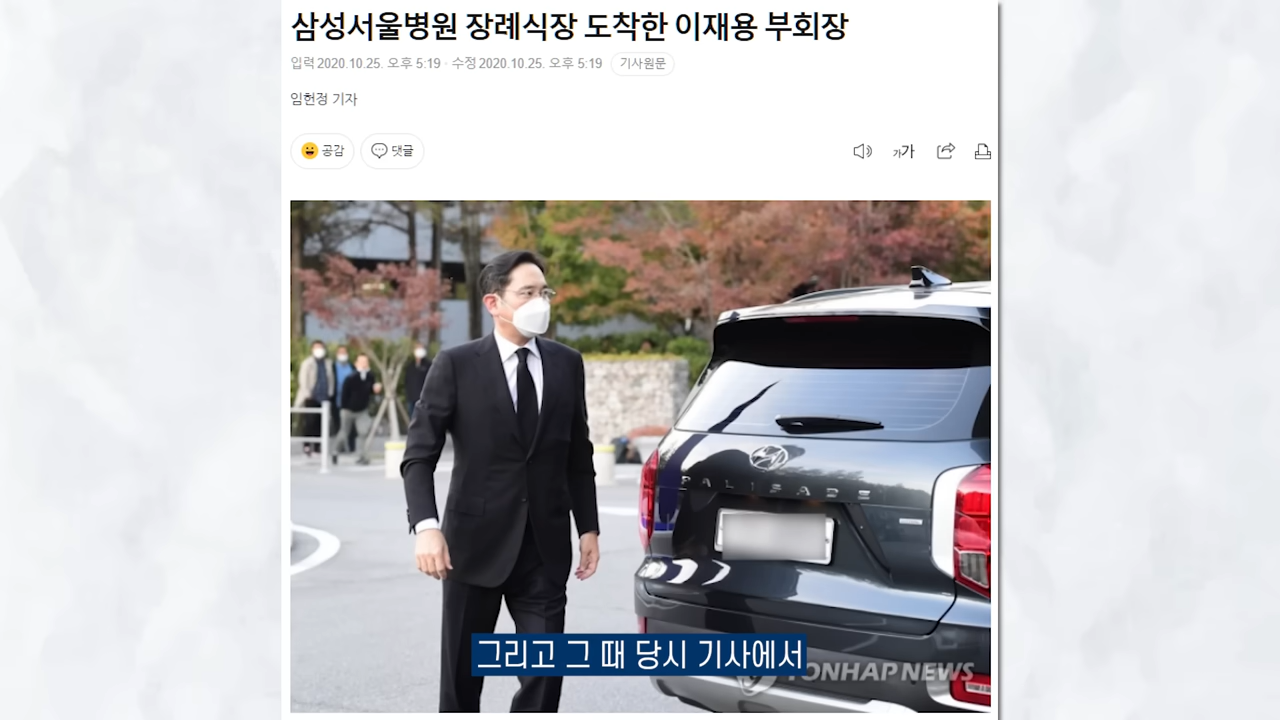 삼성서울병원 장례식장 도착한 이재용 부회장
입력 2020.10.25. 오후 5:19 · 수정 2020.10.25. 오후 5:19 기사원문
임헌정 기자
공감 댓글
가가
PALISADE
그리고 그 때 당시 기사에서
YONHAP NEWS